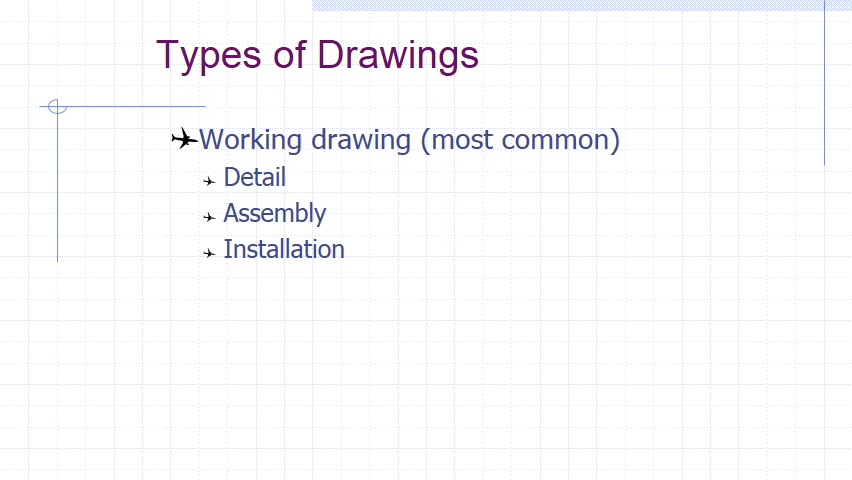 Types of Drawings
Working drawing (most common)
Detail
Assembly
Installation